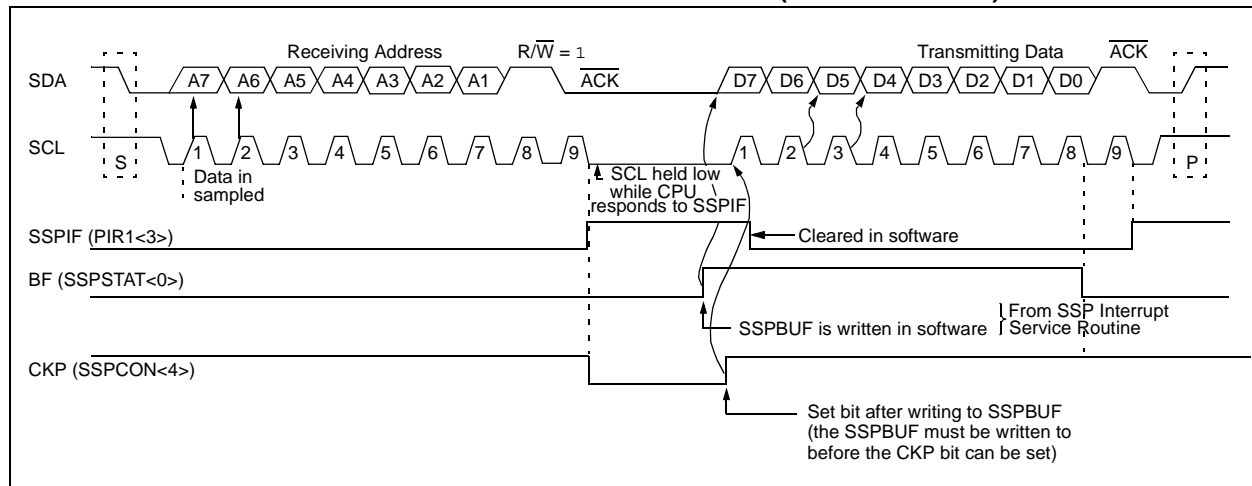 Receiving Address R/W = 1 Transmitting Data ACK
SDA A7 A6 A5 A4 A3 A2 A1 ACK D7 D6 D5 D4 D3 D2 D1 D0
SCL S 1 2 3 4 5 6 7 8 9 1 2 3 4 5 6 7 8 9 P
Data in
sampled
SCL held low
while CPU
responds to SSPIF
SSPIF (PIR1<3>)
Cleared in software
BF (SSPSTAT<0>)
SSPBUF is written in software
From SSP Interrupt
Service Routine
CKP (SSPCON<4>)
Set bit after writing to SSPBUF
(the SSPBUF must be written to
before the CKP bit can be set)